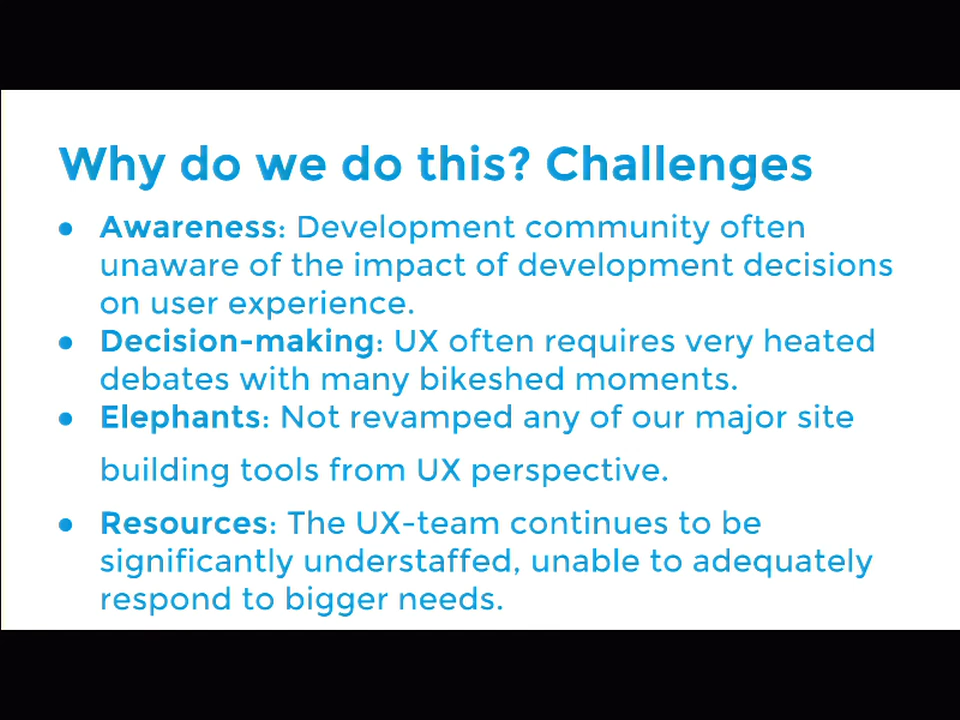 Why do we do this? Challenges
● Awareness: Development community often
unaware of the impact of development decisions
on user experience.
● Decision-making: UX often requires very heated
debates with many bikeshed moments.
● Elephants: Not revamped any of our major site
building tools from UX perspective.
● Resources: The UX-team continues to be
significantly understaffed, unable to adequately
respond to bigger needs.